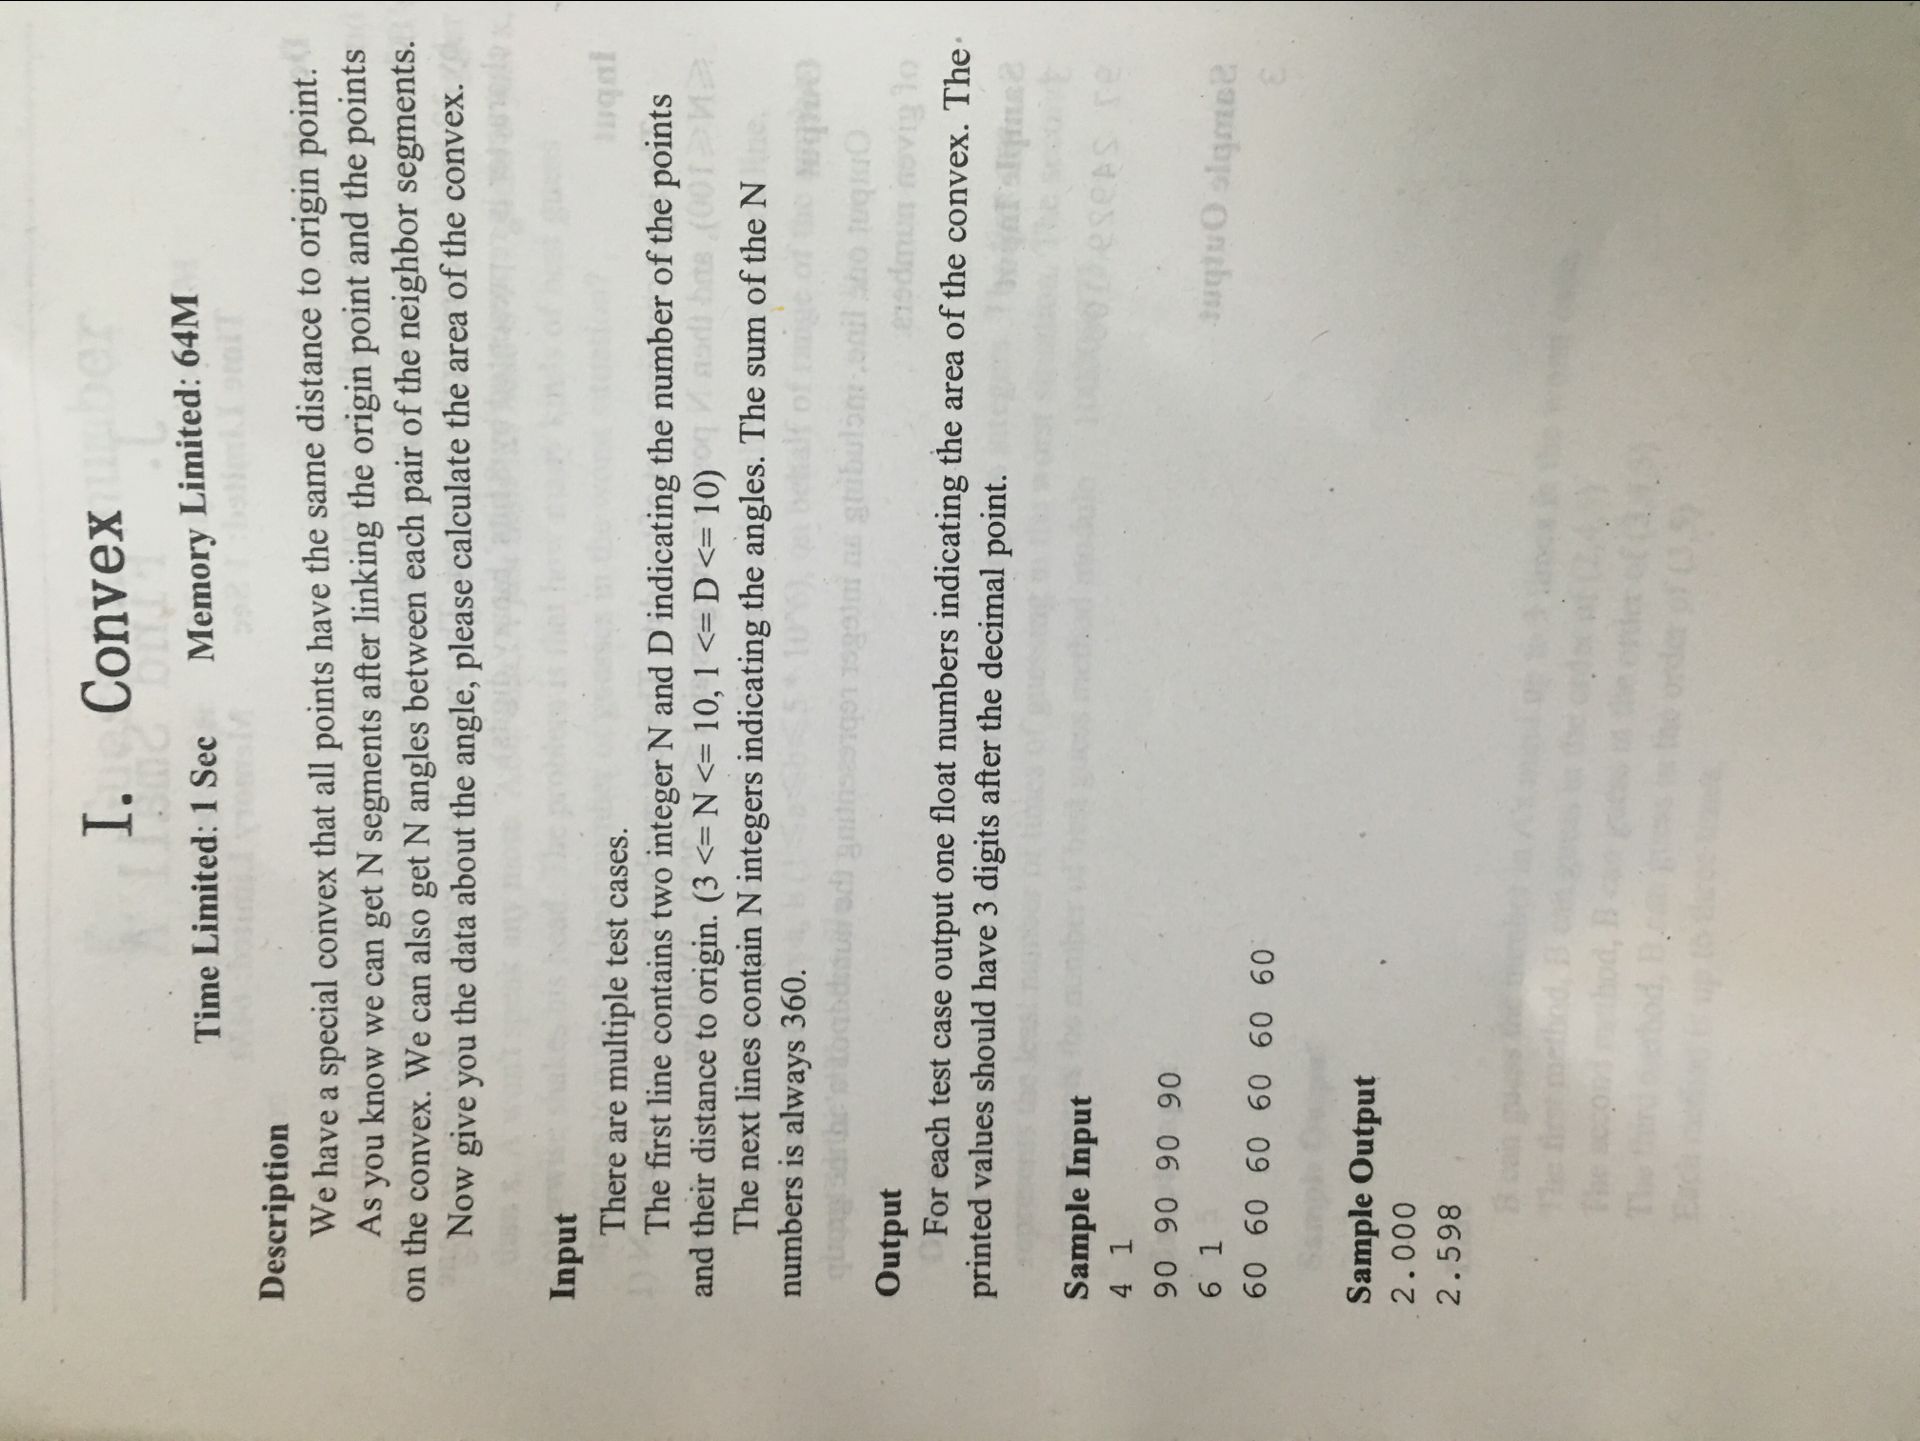 I. Convex
Time Limited: 1 Sec Memory Limited: 64M
Description
We have a special convex that all points have the same distance to origin point.
As you know we can get N segments after linking the origin point and the points
on the convex. We can also get N angles between each pair of the neighbor segments.
Now give you the data about the angle, please calculate the area of the convex.
Input
There are multiple test cases.
The first line contains two integer N and D indicating the number of the points
and their distance to origin. (3 <= N <= 10, 1 <= D <= 10)
The next lines contain N integers indicating the angles. The sum of the N
numbers is always 360.
Output
For each test case output one float numbers indicating the area of the convex. The
printed values should have 3 digits after the decimal point.
Sample Input
4 1
90 90 90 90
6 1
60 60 60 60 60 60
Sample Output
2.000
2.598